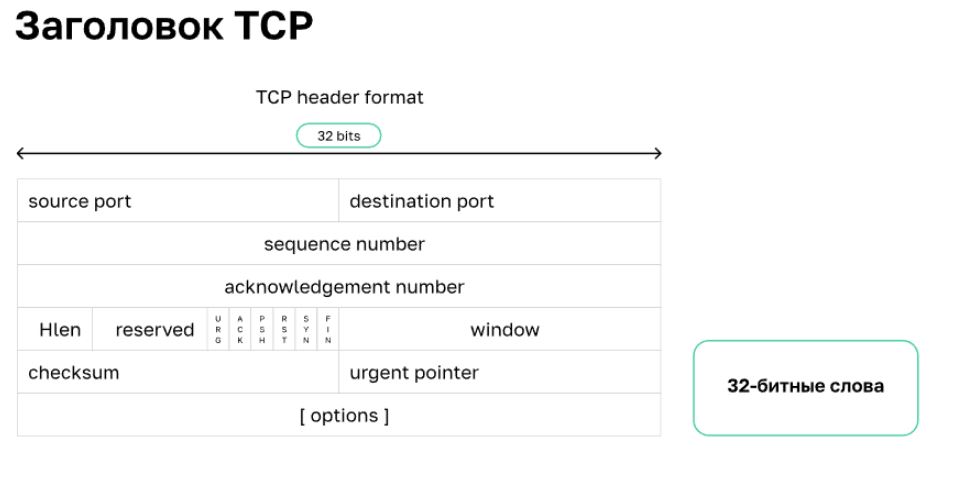 Заголовок TCP
TCP header format
32 bits
source port destination port
sequence number
acknowledgement number
Hlen reserved URG ACK PSH RST SYN FIN window
checksum urgent pointer
32-битные слова
[ options ]